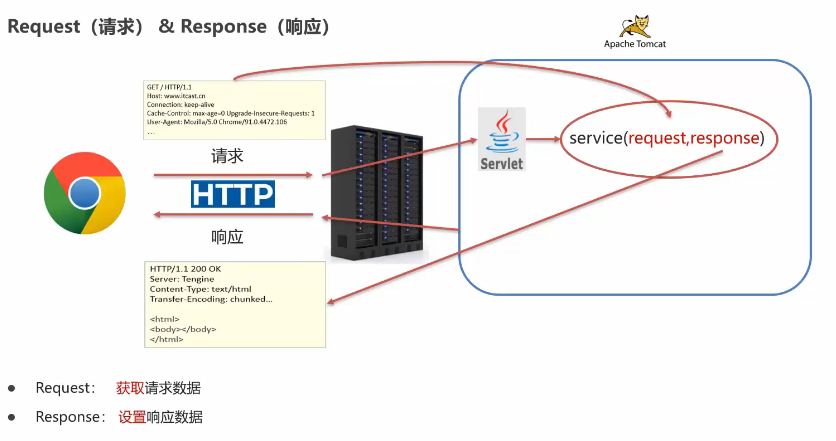 Request（请求） & Response（响应）
Apache Tomcat
GET / HTTP/1.1
Host: www.itcast.cn
Connection: keep-alive
Cache-Control: max-age=0 Upgrade-Insecure-Requests: 1
User-Agent: Mozilla/5.0 Chrome/91.0.4472.106
...
请求
HTTP
响应
Servlet
service(request,response)
HTTP/1.1 200 OK
Server: Tengine
Content-Type: text/html
Transfer-Encoding: chunked...
<html>
<body></body>
</html>
● Request： 获取请求数据
● Response： 设置响应数据